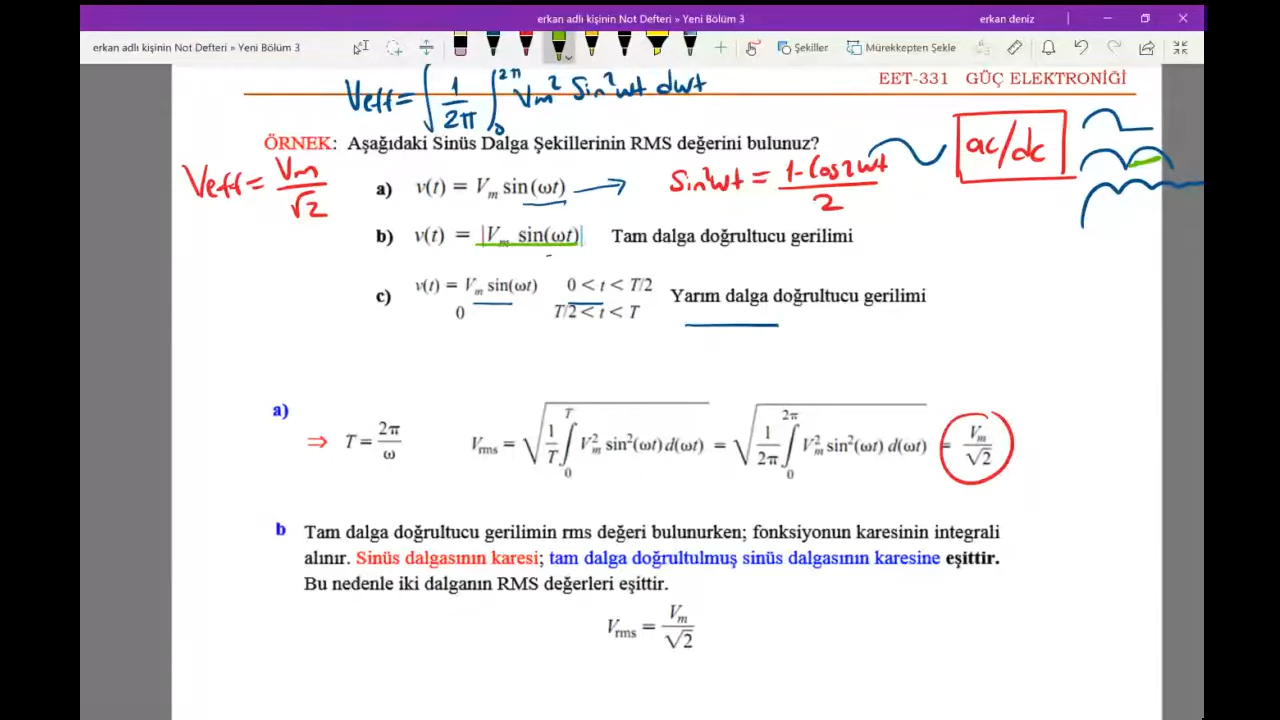 erkan adlı kişinin Not Defteri » Yeni Bölüm 3
erkan deniz
erkan adlı kişinin Not Defteri » Yeni Bölüm 3
Şekiller
Mürekkepten Şekle
EET-331 GÜÇ ELEKTRONİĞİ
Veff = √ 1/2π ∫₀^2π Vm² Sin²wt dwt
ÖRNEK: Aşağıdaki Sinüs Dalga Şekillerinin RMS değerini bulunuz?
ac/dc
Veff = Vm/√2
a) v(t) = Vm sin(ωt)
Sin²wt = 1-Cos2wt / 2
b) v(t) = |Vm sin(ωt)| Tam dalga doğrultucu gerilimi
c) v(t) = Vm sin(ωt) 0 < t < T/2
0 T/2 < t < T
Yarım dalga doğrultucu gerilimi
a)
⇒ T = 2π/ω Vrms = √ 1/T ∫₀^T Vm² sin²(ωt) d(ωt) = √ 1/2π ∫₀^2π Vm² sin²(ωt) d(ωt) = Vm/√2
b Tam dalga doğrultucu gerilimin rms değeri bulunurken; fonksiyonun karesinin integrali
alınır. Sinüs dalgasının karesi; tam dalga doğrultulmuş sinüs dalgasının karesine eşittir.
Bu nedenle iki dalganın RMS değerleri eşittir.
Vrms = Vm/√2